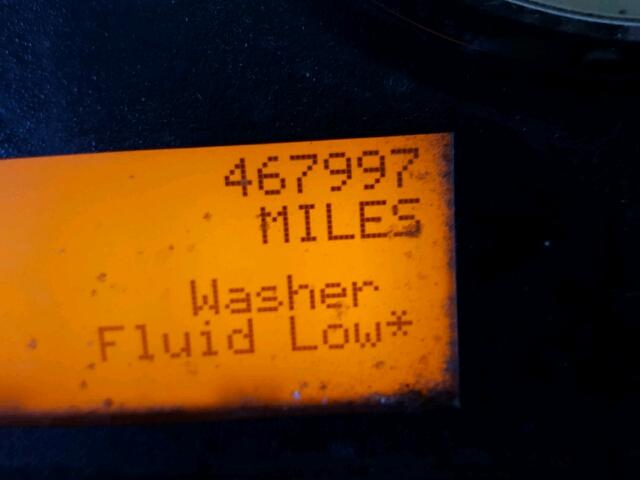 467997
MILES
Washer
Fluid Low*